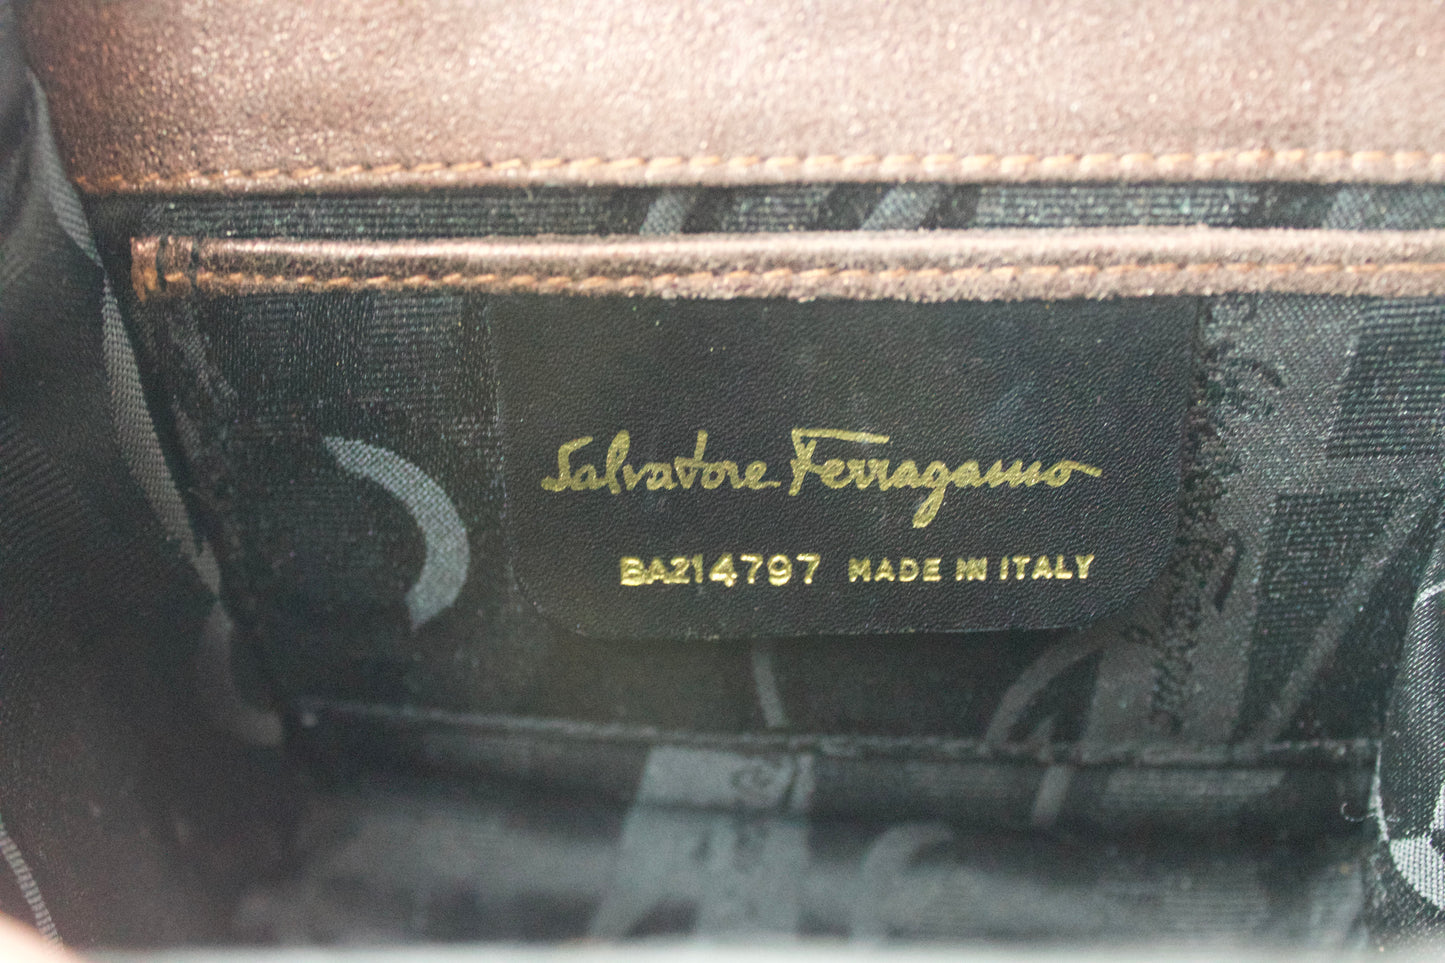 Salvatore Ferragamo
BA214797 MADE IN ITALY